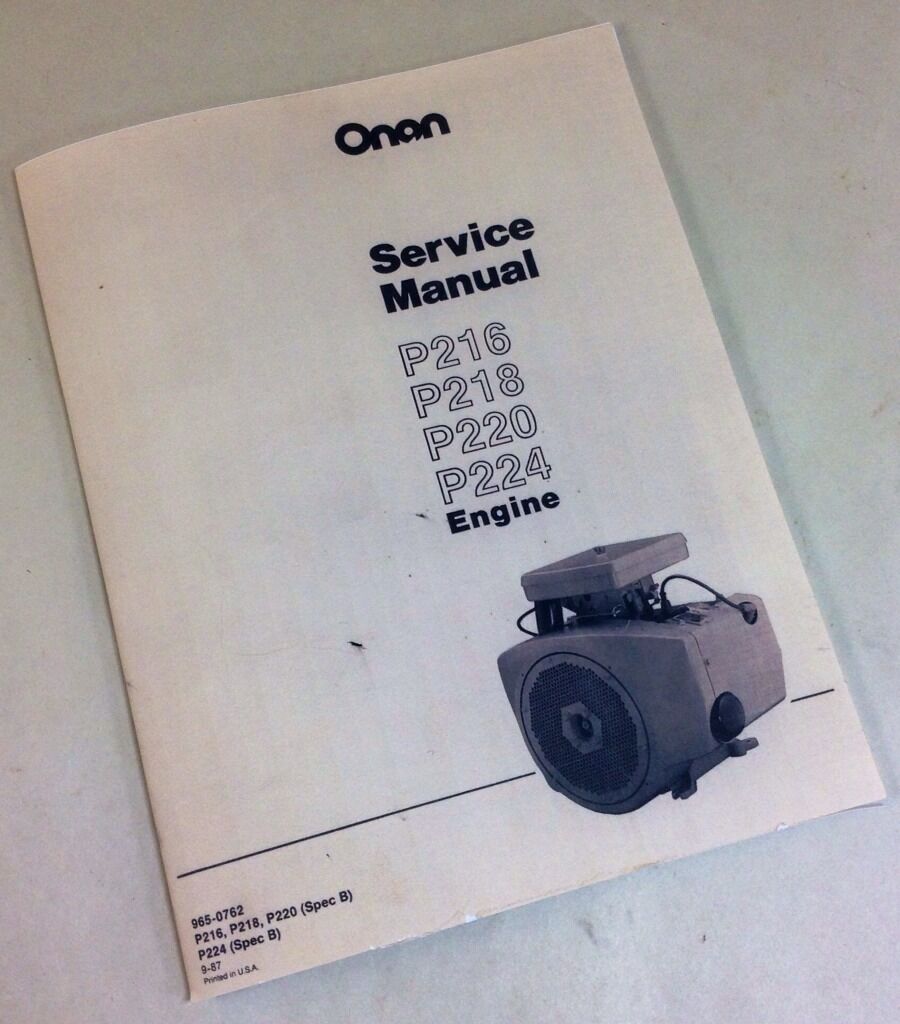 Onan
Service
Manual
P216
P218
P220
P224
Engine
965-0762
P216, P218, P220 (Spec B)
P224 (Spec B)
9-87
Printed in U.S.A.